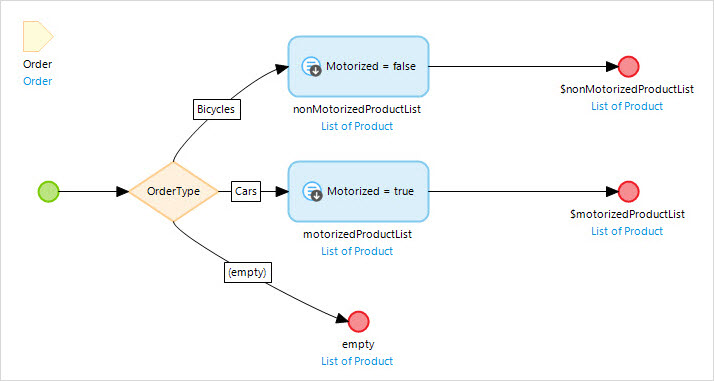 Order
Order
Bicycles
Motorized = false
nonMotorizedProductList
List of Product
$nonMotorizedProductList
List of Product
OrderType
Cars
Motorized = true
motorizedProductList
List of Product
$motorizedProductList
List of Product
(empty)
empty
List of Product